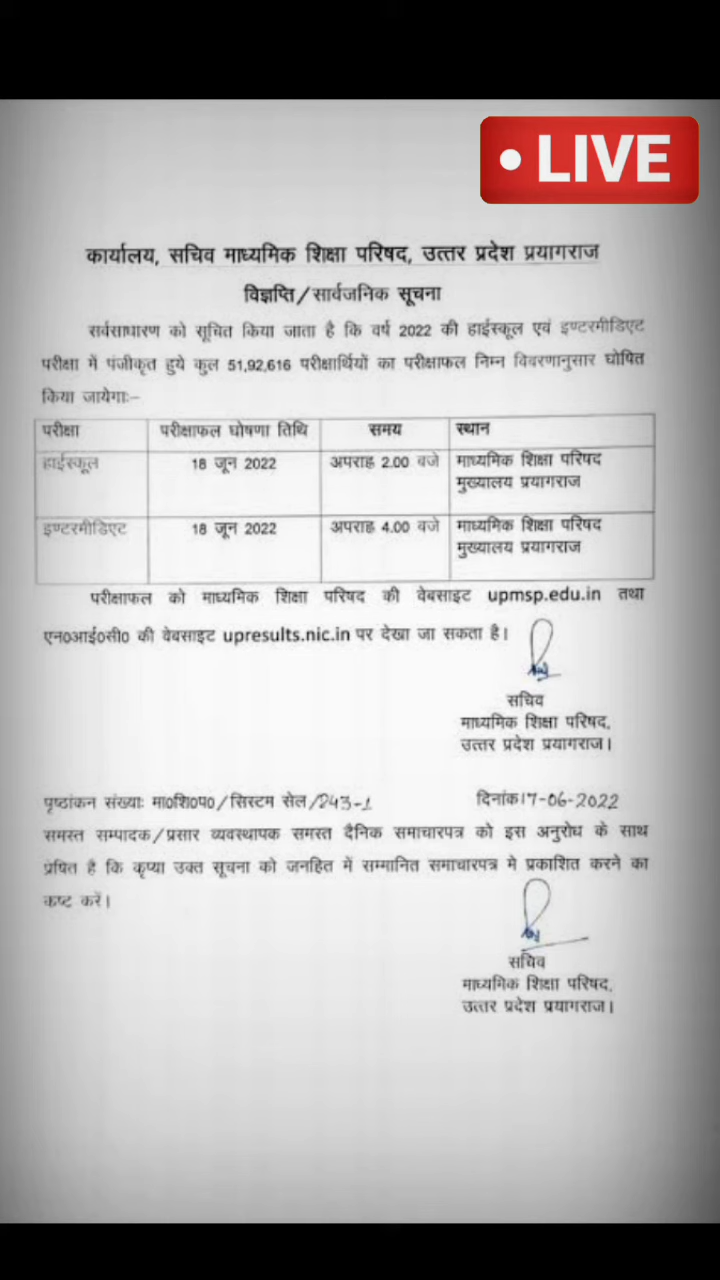 • LIVE
कार्यालय, सचिव माध्यमिक शिक्षा परिषद, उत्तर प्रदेश प्रयागराज
विज्ञप्ति/सार्वजनिक सूचना
सर्वसाधारण को सूचित किया जाता है कि वर्ष 2022 की हाईस्कूल एवं इण्टरमीडिएट
परीक्षा में पंजीकृत हुये कुल 51,92,616 परीक्षार्थियों का परीक्षाफल निम्न विवरणानुसार घोषित
किया जायेगाः–
परीक्षा परीक्षाफल घोषणा तिथि समय स्थान
हाईस्कूल 18 जून 2022 अपराह्न 2.00 बजे माध्यमिक शिक्षा परिषद
मुख्यालय प्रयागराज
इण्टरमीडिएट 18 जून 2022 अपराह्न 4.00 बजे माध्यमिक शिक्षा परिषद
मुख्यालय प्रयागराज
परीक्षाफल को माध्यमिक शिक्षा परिषद की वेबसाइट upmsp.edu.in तथा
एन०आई०सी० की वेबसाइट upresults.nic.in पर देखा जा सकता है।
सचिव
माध्यमिक शिक्षा परिषद,
उत्तर प्रदेश प्रयागराज।
पृष्ठांकन संख्याः मा०शि०प०/सिस्टम सेल/243-1 दिनांक 17-06-2022
समस्त सम्पादक/प्रसार व्यवस्थापक समस्त दैनिक समाचारपत्र को इस अनुरोध के साथ
प्रेषित है कि कृप्या उक्त सूचना को जनहित में सम्मानित समाचारपत्र मे प्रकाशित करने का
कष्ट करें।
सचिव
माध्यमिक शिक्षा परिषद,
उत्तर प्रदेश प्रयागराज।